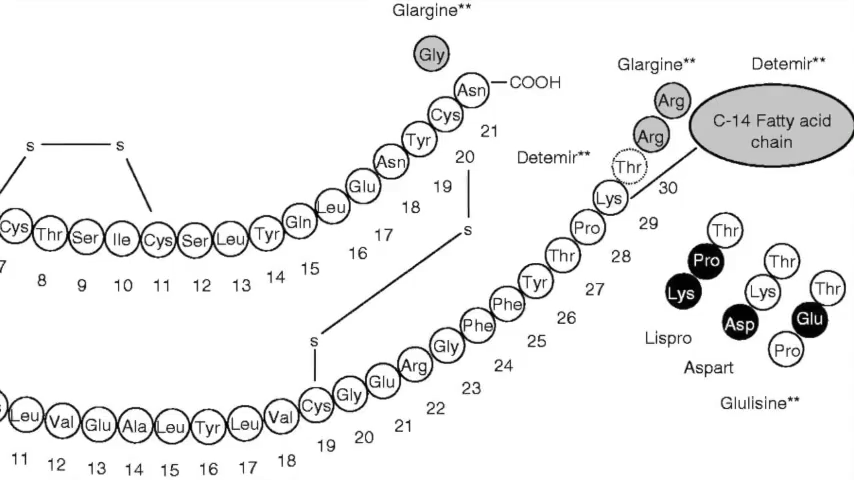 Glargine**
Gly
Asn
COOH
Cys
21
Tyr
20
Asn
19
Glu
18
Leu
17
Gln
16
Tyr
15
S S
Cys Thr Ser Ile Cys Ser Leu
7 8 9 10 11 12 13 14
S
S
Glargine**
Detemir**
Arg
Arg
C-14 Fatty acid
chain
Detemir**
Thr
30
Lys
29
Pro
28
Thr
27
Tyr
26
Phe
25
Phe
24
Gly
23
Arg
22
Glu
21
Gly
20
Cys
19
Leu Val Glu Ala Leu Tyr Leu Val
11 12 13 14 15 16 17 18
Thr
Pro
Lys
Lispro
Thr
Lys
Asp
Aspart
Thr
Glu
Pro
Glulisine**